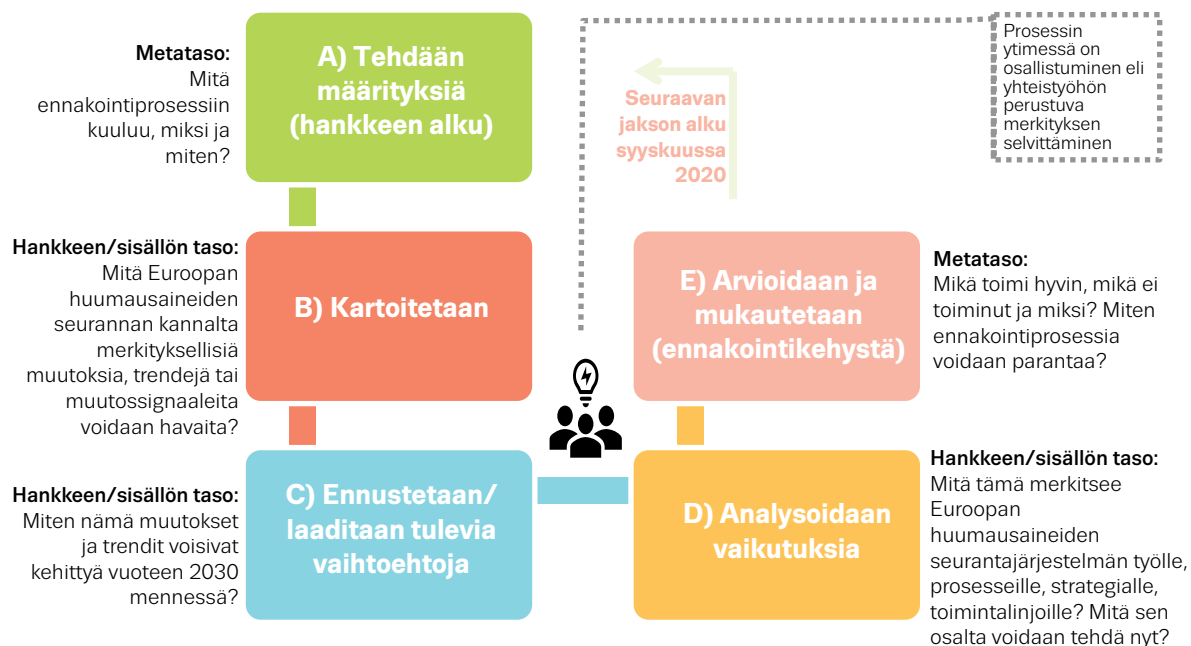 Metataso:
Mitä
ennakointiprosessiin
kuuluu, miksi ja
miten?
A) Tehdään
määrityksiä
(hankkeen alku)
Seuraavan
jakson alku
syyskuussa
2020
Prosessin
ytimessä on
osallistuminen eli
yhteistyöhön
perustuva
merkityksen
selvittäminen
Hankkeen/sisällön taso:
Mitä Euroopan
huumausaineiden
seurannan kannalta
merkityksellisiä
muutoksia, trendejä tai
muutossignaaleita
voidaan havaita?
B) Kartoitetaan
E) Arvioidaan ja
mukautetaan
(ennakointikehystä)
Metataso:
Mikä toimi hyvin, mikä ei
toiminut ja miksi? Miten
ennakointiprosessia
voidaan parantaa?
Hankkeen/sisällön taso:
Miten nämä muutokset
ja trendit voisivat
kehittyä vuoteen 2030
mennessä?
C) Ennustetaan/
laaditaan tulevia
vaihtoehtoja
D) Analysoidaan
vaikutuksia
Hankkeen/sisällön taso:
Mitä tämä merkitsee
Euroopan
huumausaineiden
seurantajärjestelmän työlle,
prosesseille, strategialle,
toimintalinjoille? Mitä sen
osalta voidaan tehdä nyt?